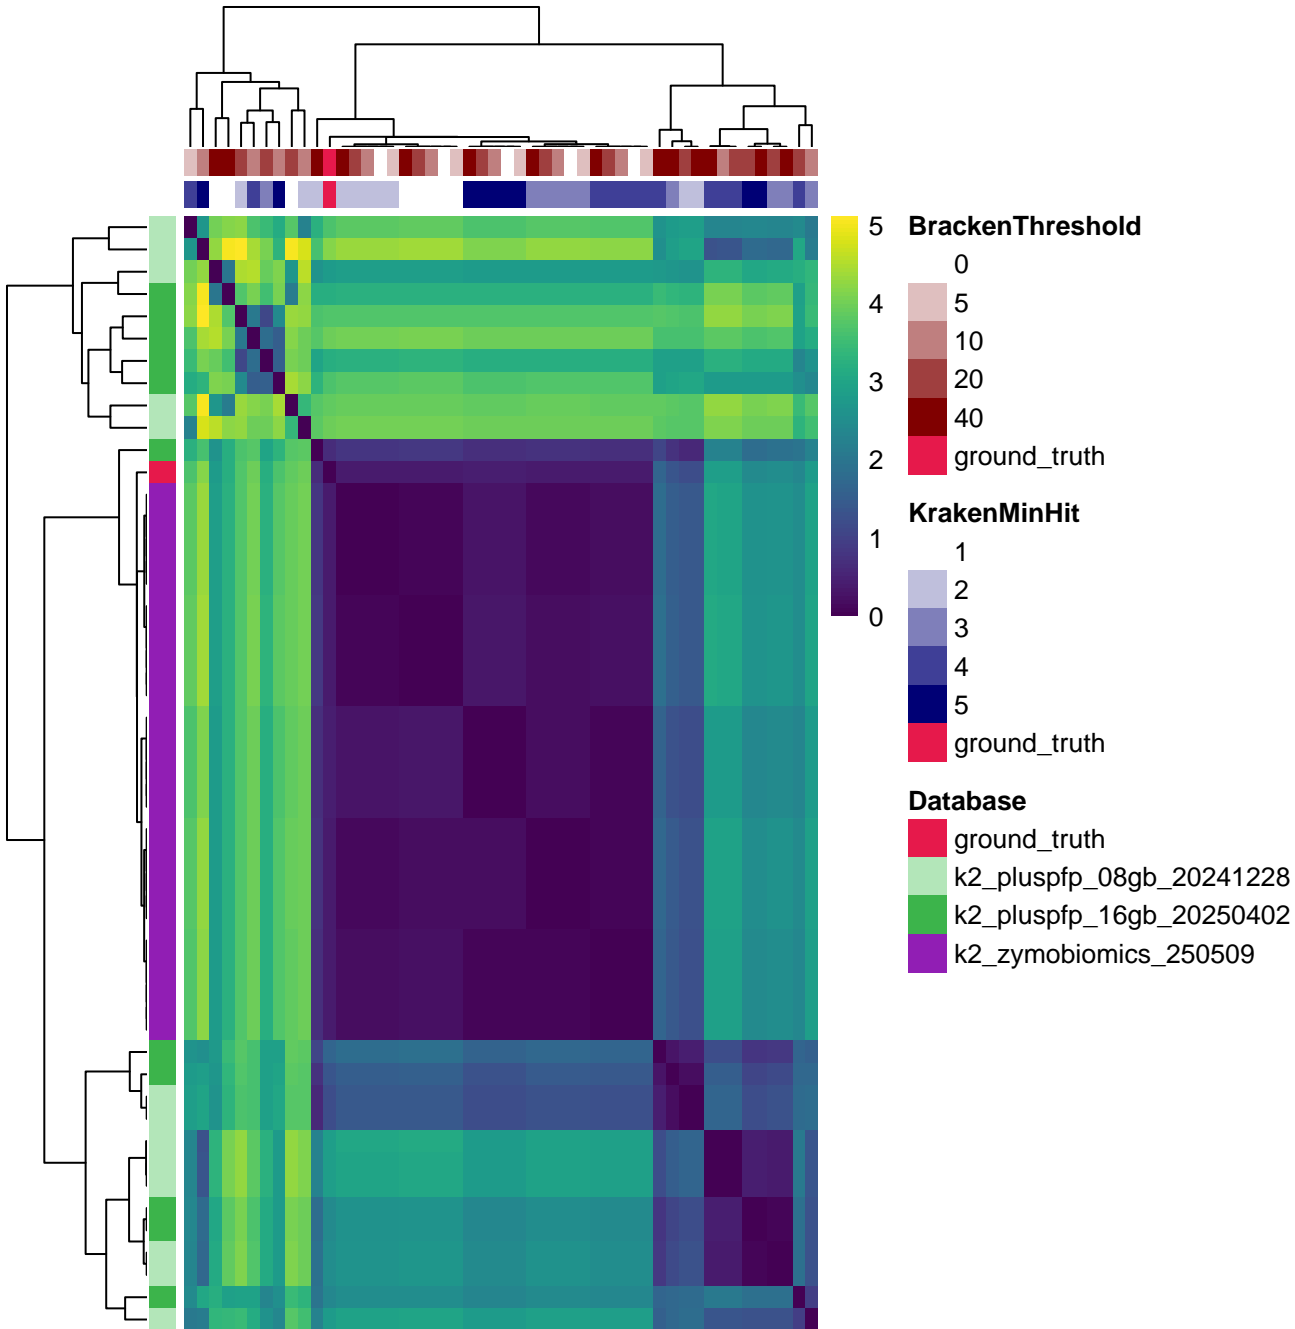 5
4
3
2
1
0
BrackenThreshold
0
5
10
20
40
ground_truth
KrakenMinHit
1
2
3
4
5
ground_truth
Database
ground_truth
k2_pluspfp_08gb_20241228
k2_pluspfp_16gb_20250402
k2_zymobiomics_250509